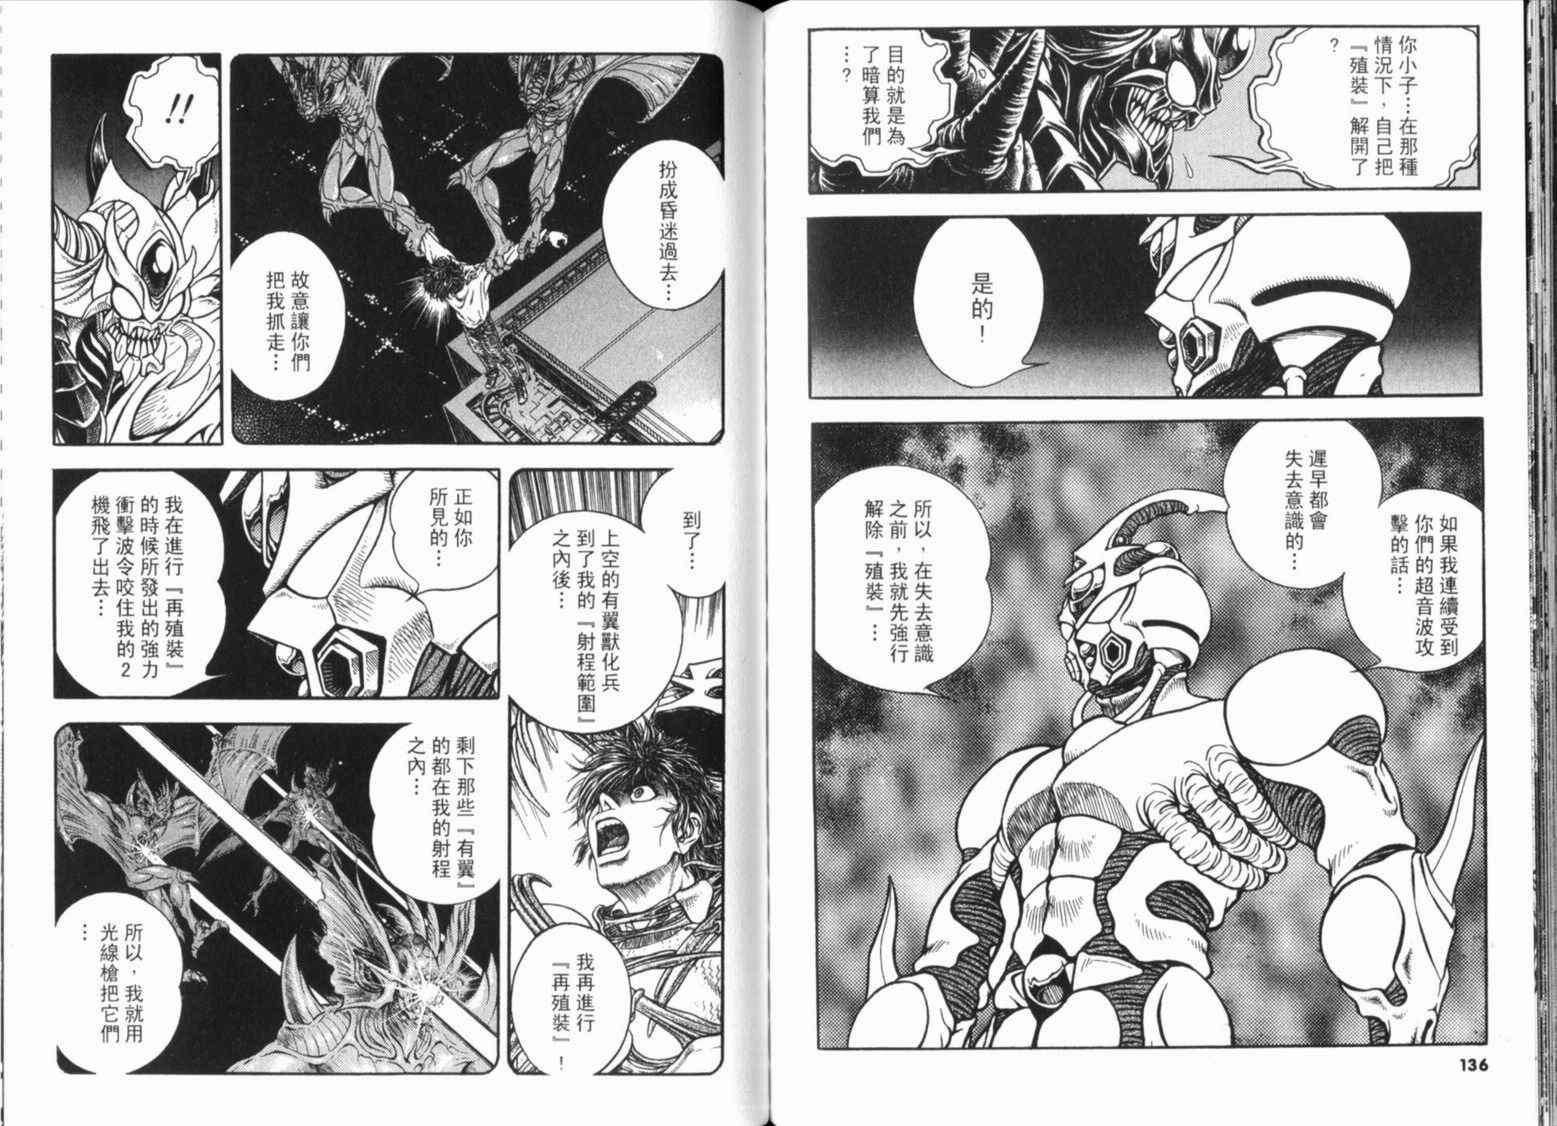 你小子…在那種
情況下，自己把
『殖裝』解開了
？
目的就是為
了暗算我們
…？
是的！
如果我連續受到
你們的超音波攻
擊的話…
遲早都會
失去意識的…
所以，在失去意識
之前，我就先強行
解除『殖裝』…
136
扮成昏迷過去…
故意讓你們
把我抓走…
!!
到了…
上空的有翼獸化兵
到了我的『射程範圍』
之內後…
我再進行
『再殖裝』！
正如你
所見的…
我在進行『再殖裝』
的時候所發出的強力
衝擊波令咬住我的2
機飛了出去…
剩下那些『有翼』
的都在我的射程
之內…
所以，我就用
光線槍把它們
…